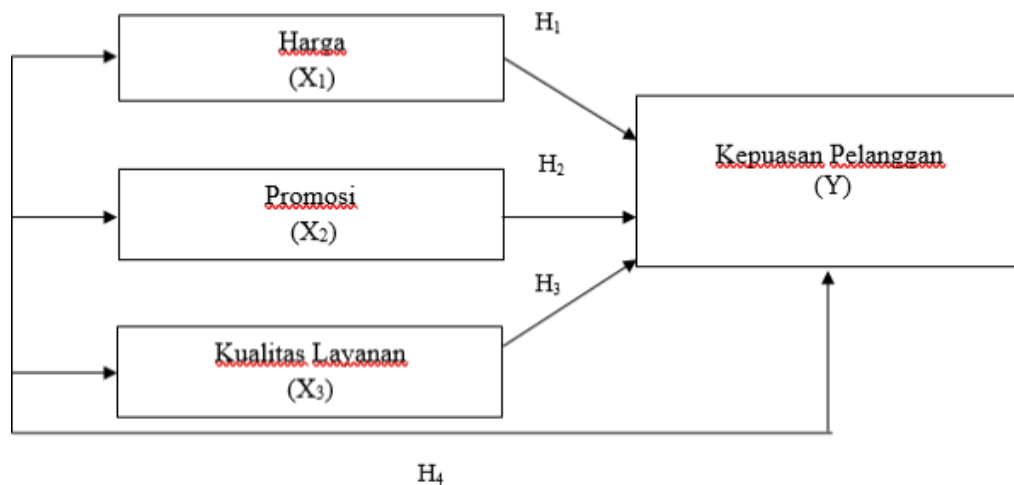 H₁
Harga
(X₁)
Kepuasan Pelanggan
(Y)
H₂
Promosi
(X₂)
H₃
Kualitas Layanan
(X₃)
H₄